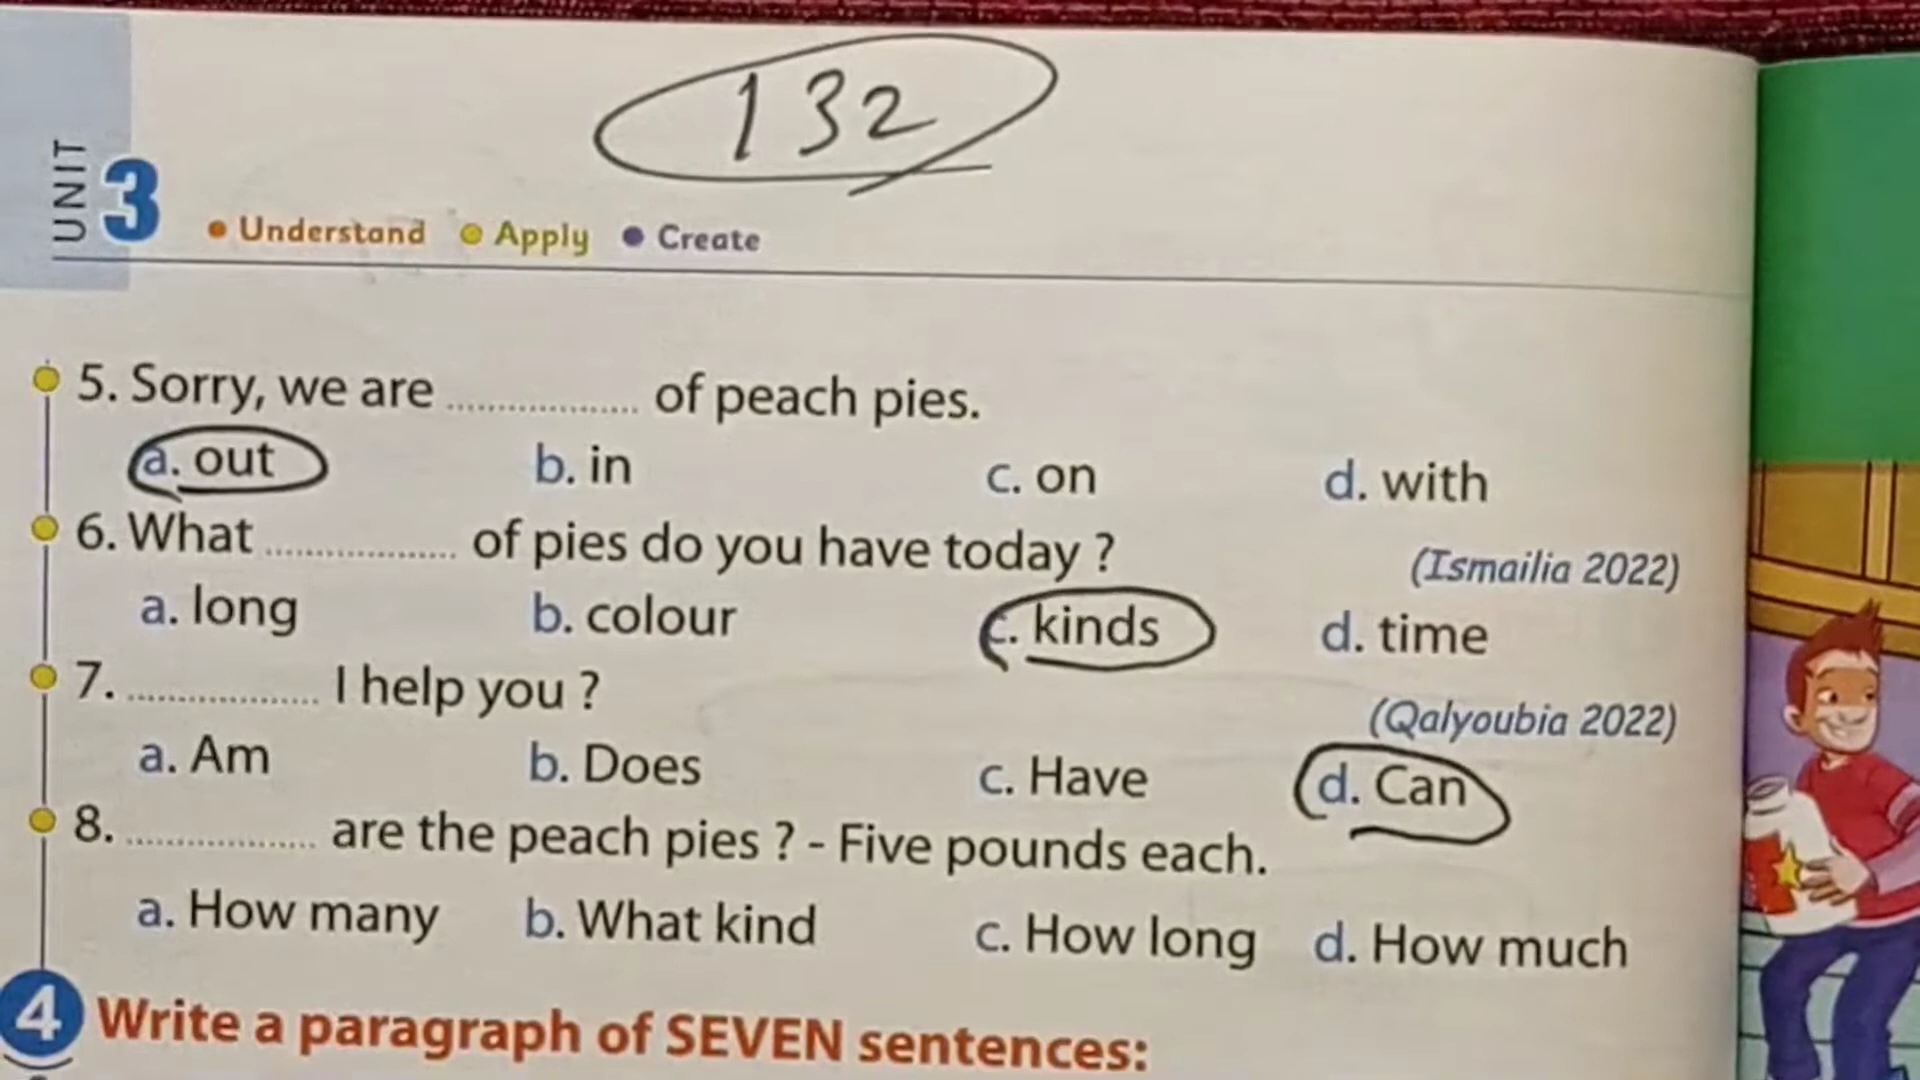 132
UNIT 3
• Understand • Apply • Create
5. Sorry, we are .................. of peach pies.
a. out b. in c. on d. with
6. What .................. of pies do you have today ?
(Ismailia 2022)
a. long b. colour c. kinds d. time
7. .................. I help you ?
(Qalyoubia 2022)
a. Am b. Does c. Have d. Can
8. .................. are the peach pies ? - Five pounds each.
a. How many b. What kind c. How long d. How much
4 Write a paragraph of SEVEN sentences: